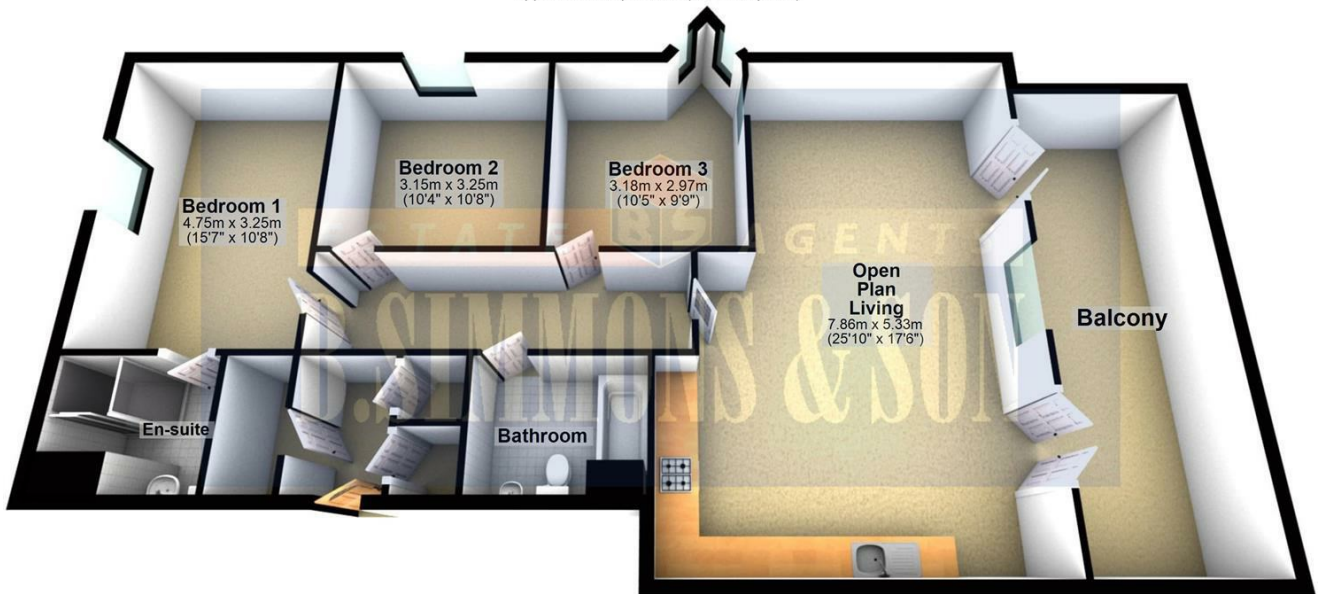 Bedroom 1
4.75m x 3.25m
(15'7" x 10'8")
Bedroom 2
3.15m x 3.25m
(10'4" x 10'8")
Bedroom 3
3.18m x 2.97m
(10'5" x 9'9")
Open
Plan
Living
7.86m x 5.33m
(25'10" x 17'6")
Balcony
En-suite
Bathroom
ESTATE BS AGENTS
B.SIMMONS & SON